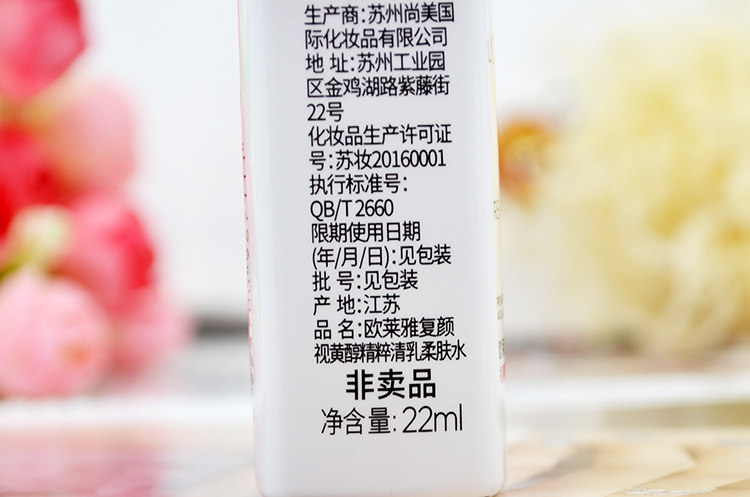 生产商:苏州尚美国
际化妆品有限公司
地 址:苏州工业园
区金鸡湖路紫藤街
22号
化妆品生产许可证
号:苏妆20160001
执行标准号:
QB/T 2660
限期使用日期
(年/月/日):见包装
批 号:见包装
产 地:江苏
品 名:欧莱雅复颜
视黄醇精粹清乳柔肤水
非卖品
净含量:22ml